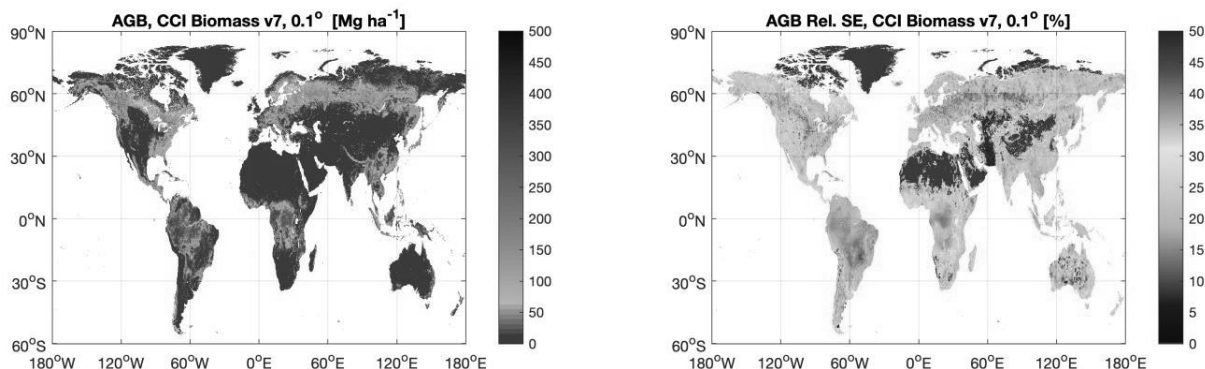 AGB, CCI Biomass v7, 0.1° [Mg ha⁻¹]
90°N
60°N
30°N
0°N
30°S
60°S
180°W 120°W 60°W 0°E 60°E 120°E 180°E
500
450
400
350
300
250
200
150
100
50
0
AGB Rel. SE, CCI Biomass v7, 0.1° [%]
90°N
60°N
30°N
0°N
30°S
60°S
180°W 120°W 60°W 0°E 60°E 120°E 180°E
50
45
40
35
30
25
20
15
10
5
0